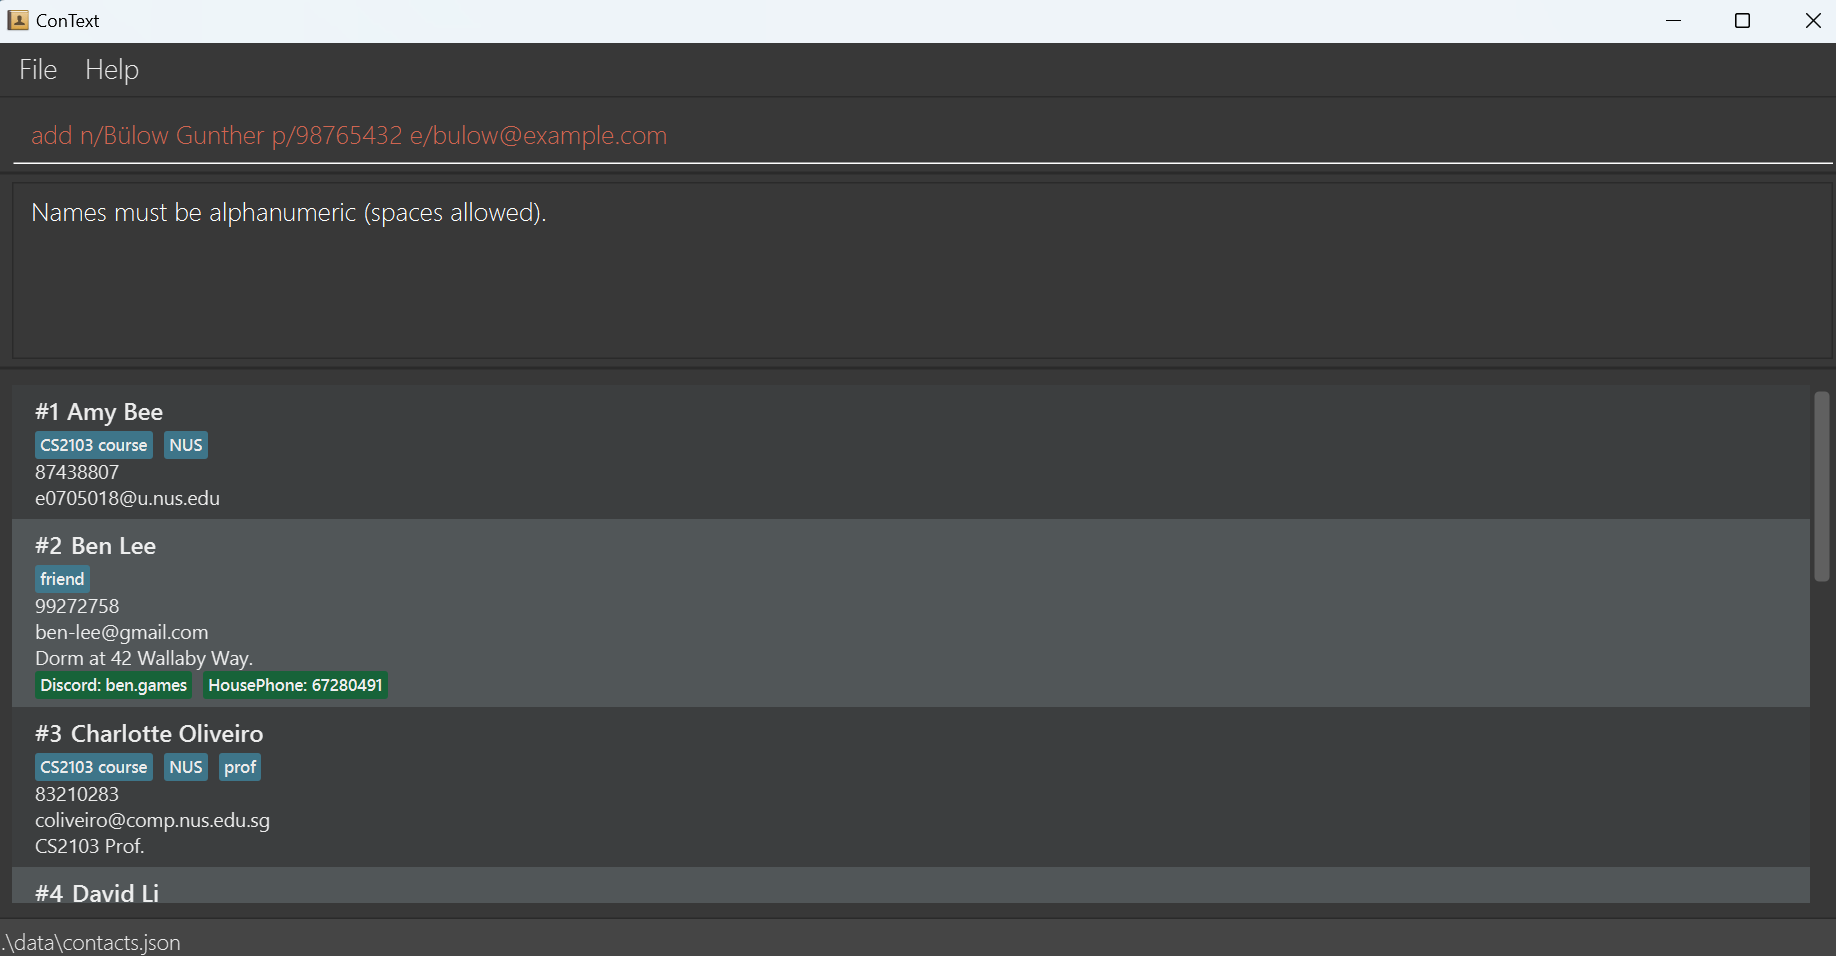 ConText
File Help
add n/Bülow Gunther p/98765432 e/bulow@example.com
Names must be alphanumeric (spaces allowed).
#1 Amy Bee
CS2103 course NUS
87438807
e0705018@u.nus.edu
#2 Ben Lee
friend
99272758
ben-lee@gmail.com
Dorm at 42 Wallaby Way.
Discord: ben.games HousePhone: 67280491
#3 Charlotte Oliveiro
CS2103 course NUS prof
83210283
coliveiro@comp.nus.edu.sg
CS2103 Prof.
#4 David Li
.\data\contacts.json